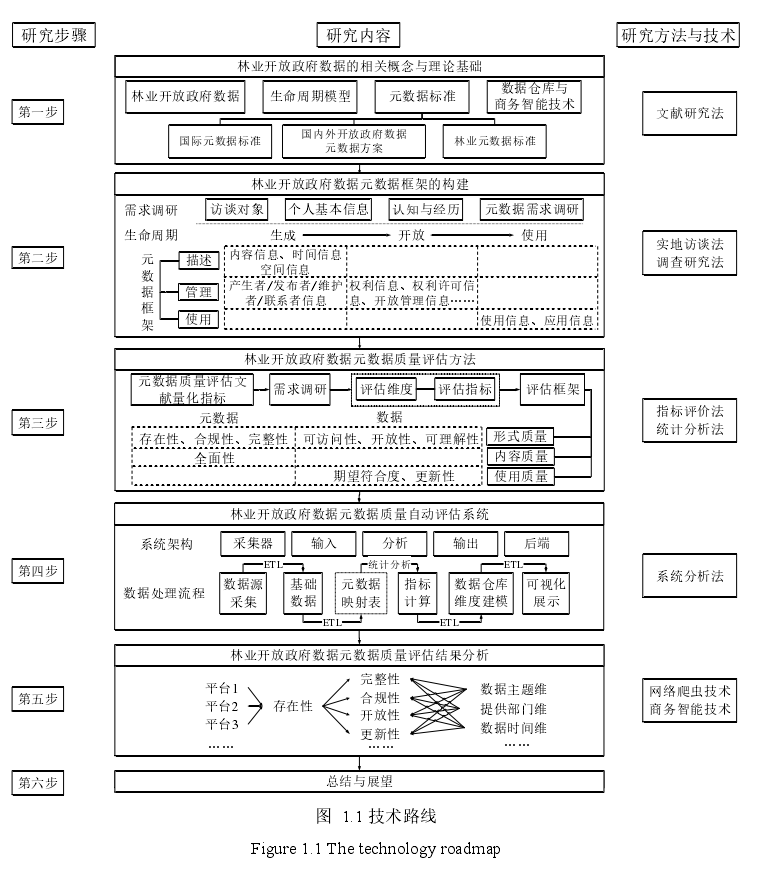 研究步骤
研究内容
研究方法与技术
林业开放政府数据的相关概念与理论基础
第一步
林业开放政府数据
生命周期模型
元数据标准
数据仓库与
商务智能技术
国际元数据标准
国内外开放政府数据
元数据方案
林业元数据标准
文献研究法
林业开放政府数据元数据框架的构建
第二步
需求调研
访谈对象
个人基本信息
认知与经历
元数据需求调研
生命周期
生成
开放
使用
元数据框架
描述
内容信息、时间信息
空间信息
管理
产生者/发布者/维护
者/联系者信息
权利信息、权利许可信
息、开放管理信息……
使用
使用信息、应用信息
实地访谈法
调查研究法
林业开放政府数据元数据质量评估方法
第三步
元数据质量评估文
献量化指标
需求调研
评估维度
评估指标
评估框架
元数据
数据
存在性、合规性、完整性
可访问性、开放性、可理解性
形式质量
全面性
内容质量
期望符合度、更新性
使用质量
指标评价法
统计分析法
林业开放政府数据元数据质量自动评估系统
第四步
系统架构
采集器
输入
分析
输出
后端
数据处理流程
ETL
统计分析
ETL
数据源
采集
基础
数据
元数据
映射表
指标
计算
数据仓库
维度建模
可视化
展示
ETL
ETL
系统分析法
林业开放政府数据元数据质量评估结果分析
第五步
平台1
平台2
平台3
……
存在性
完整性
合规性
开放性
更新性
……
数据主题维
提供部门维
数据时间维
……
网络爬虫技术
商务智能技术
第六步
总结与展望
图 1.1 技术路线
Figure 1.1 The technology roadmap